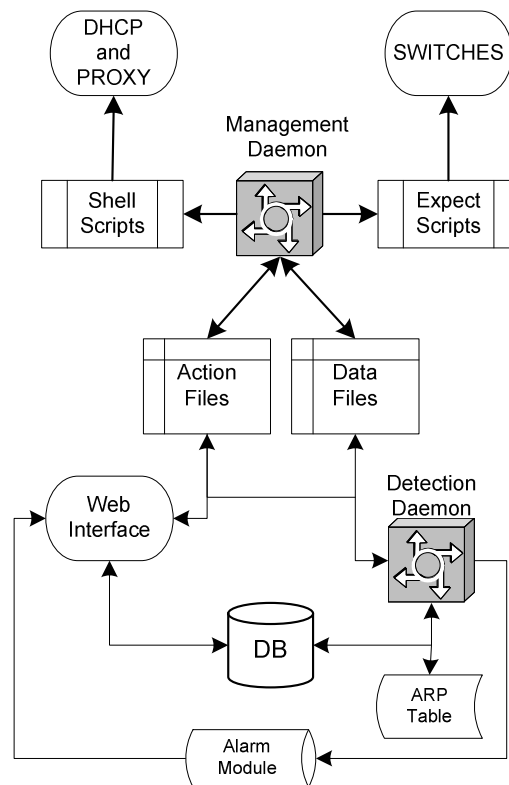 DHCP
and
PROXY
SWITCHES
Management
Daemon
Shell
Scripts
Expect
Scripts
Action
Files
Data
Files
Web
Interface
Detection
Daemon
DB
ARP
Table
Alarm
Module